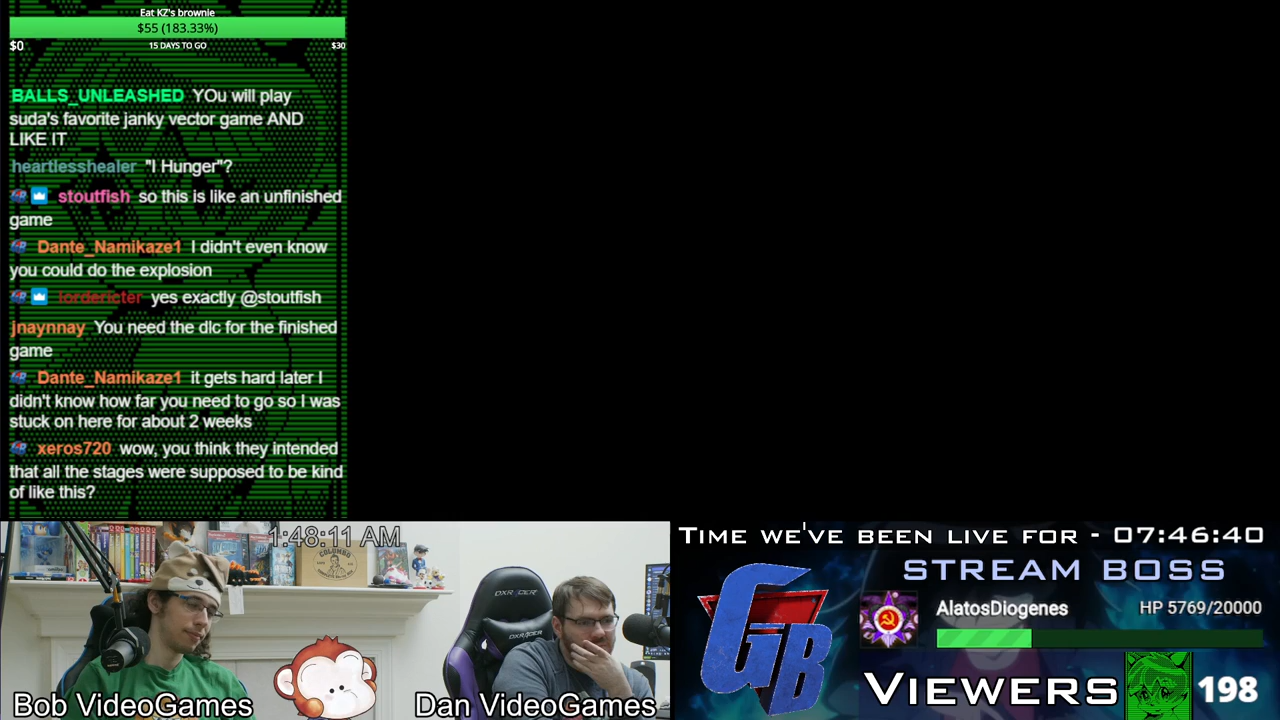 Eat KZ's brownie
$55 (183.33%)
$0 15 DAYS TO GO $30
BALLS_UNLEASHED YOu will play
suda's favorite janky vector game AND
LIKE IT
heartlesshealer "I Hunger"?
stoutfish so this is like an unfinished
game
Dante_Namikaze1 I didn't even know
you could do the explosion
lordericter yes exactly @stoutfish
jnaynnay You need the dlc for the finished
game
Dante_Namikaze1 it gets hard later I
didn't know how far you need to go so I was
stuck on here for about 2 weeks
xeros720 wow, you think they intended
that all the stages were supposed to be kind
of like this?
1:48:11 AM
COLUMBO
DXRACER
DXRACER
Bob VideoGames
Dan VideoGames
TIME WE'VE BEEN LIVE FOR - 07:46:40
STREAM BOSS
GB
AlatosDiogenes HP 5769/20000
VIEWERS 198